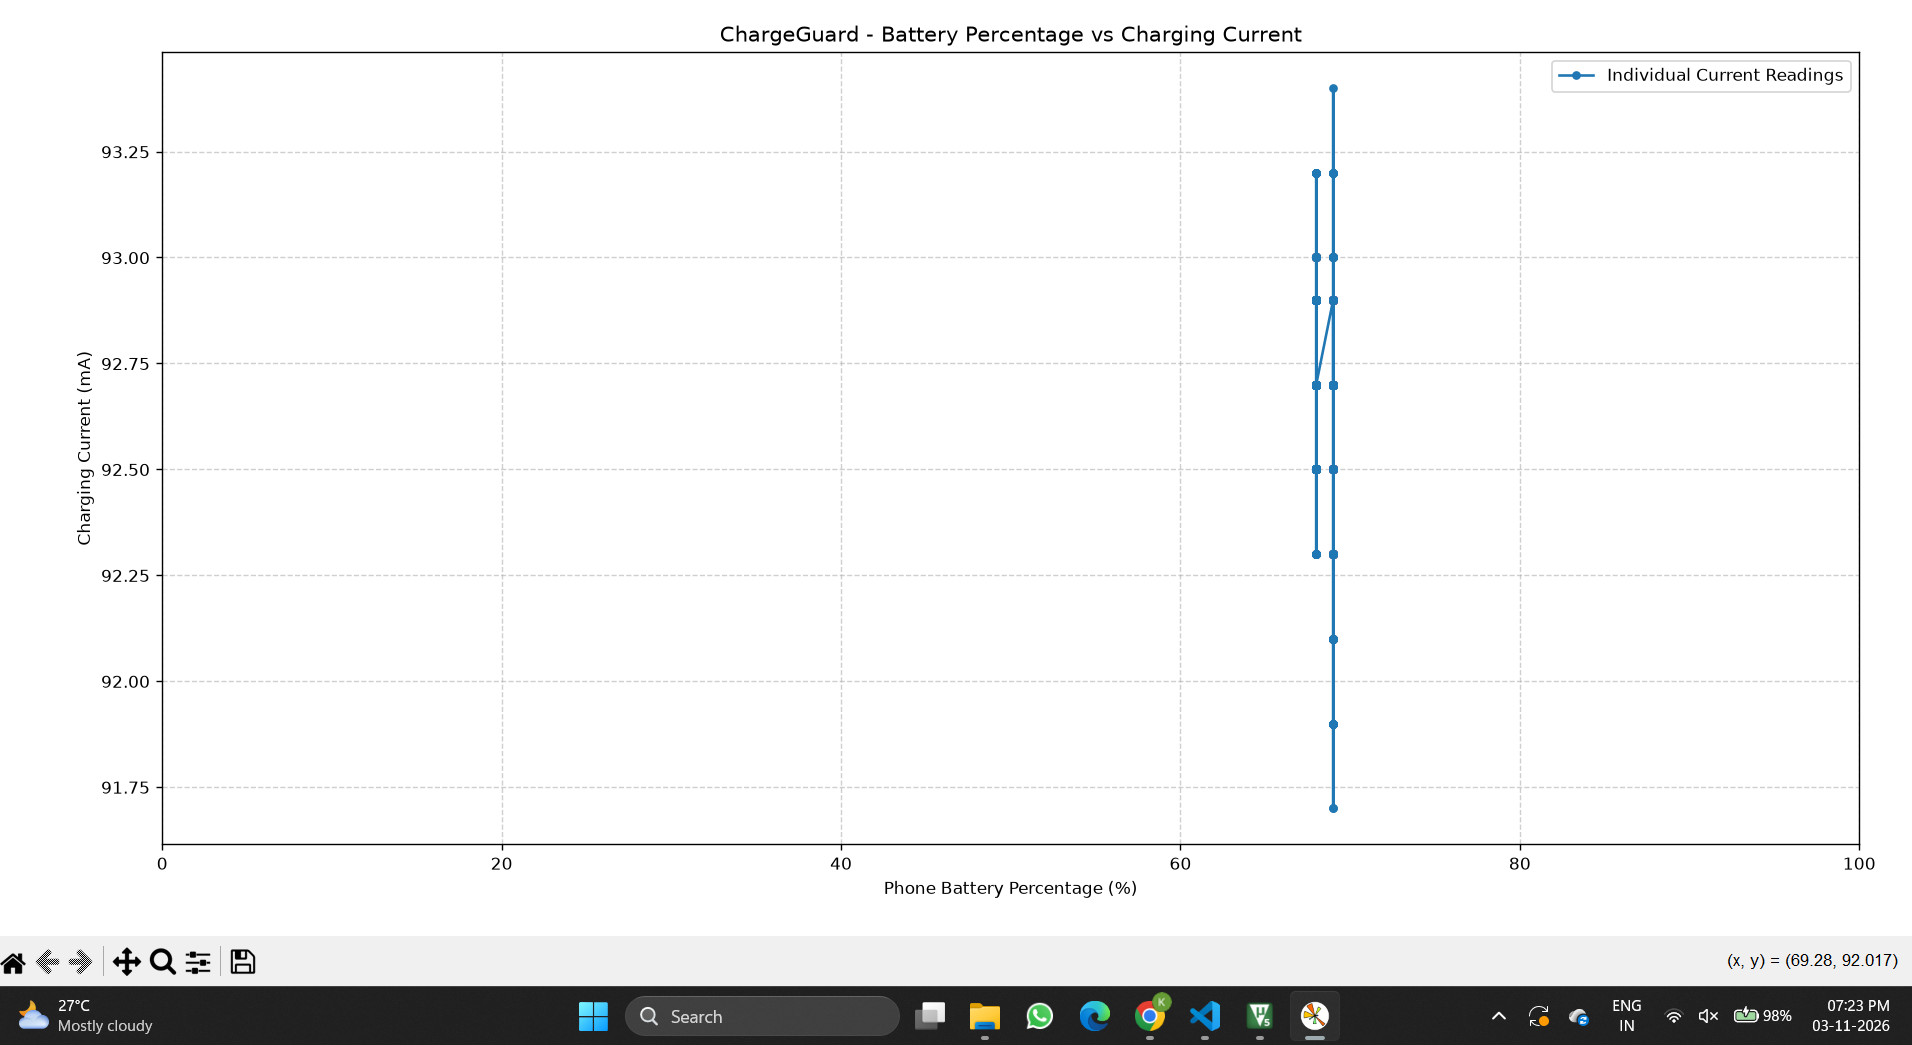 ChargeGuard - Battery Percentage vs Charging Current
Individual Current Readings
Charging Current (mA)
93.25
93.00
92.75
92.50
92.25
92.00
91.75
0 20 40 60 80 100
Phone Battery Percentage (%)
(x, y) = (69.28, 92.017)
27°C
Mostly cloudy
Search
K
5
ENG
IN
98%
07:23 PM
03-11-2026